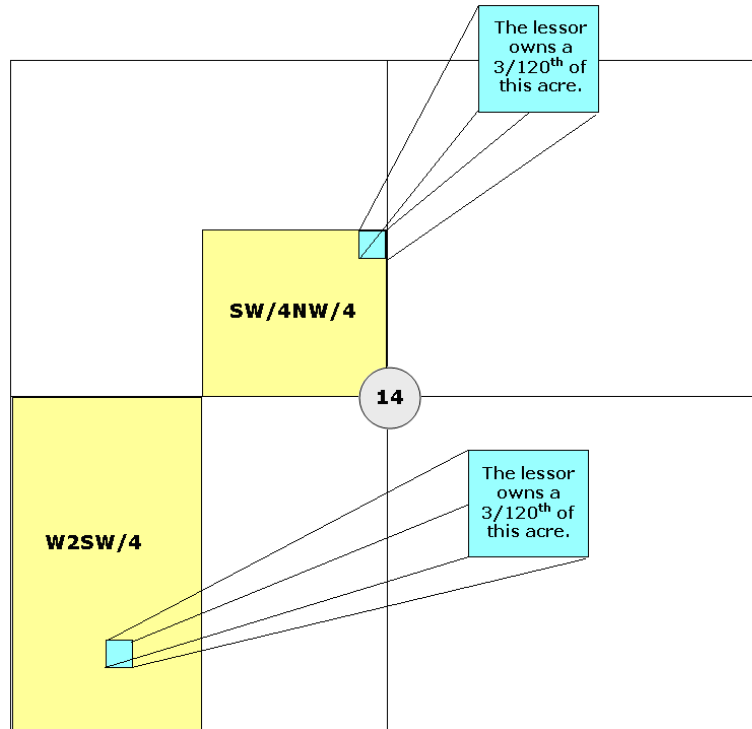 The lessor
owns a
3/120th of
this acre.
SW/4NW/4
14
The lessor
owns a
3/120th of
this acre.
W2SW/4